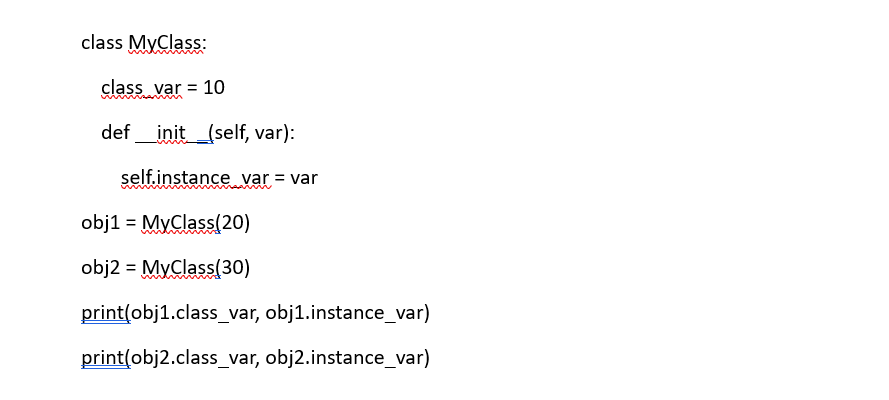 class MyClass:
class_var = 10
def __init__(self, var):
self.instance_var = var
obj1 = MyClass(20)
obj2 = MyClass(30)
print(obj1.class_var, obj1.instance_var)
print(obj2.class_var, obj2.instance_var)